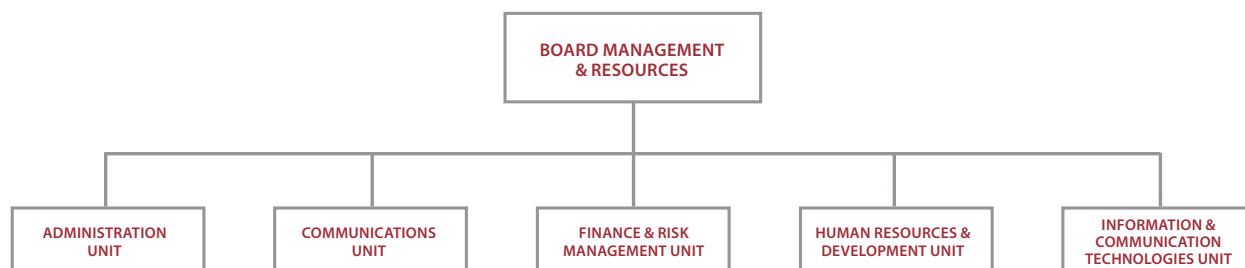 BOARD MANAGEMENT
& RESOURCES
ADMINISTRATION
UNIT
COMMUNICATIONS
UNIT
FINANCE & RISK
MANAGEMENT UNIT
HUMAN RESOURCES &
DEVELOPMENT UNIT
INFORMATION &
COMMUNICATION
TECHNOLOGIES UNIT